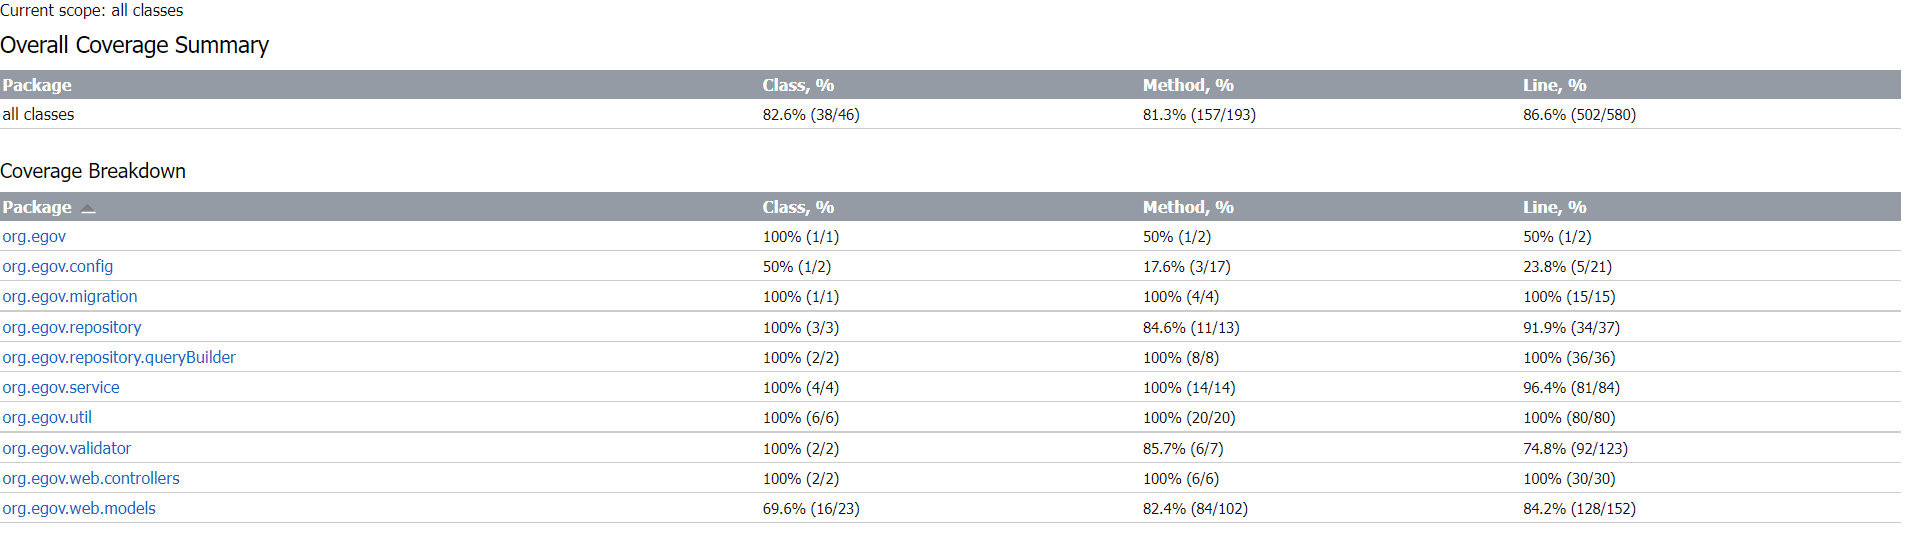 Current scope: all classes
Overall Coverage Summary
Package Class, % Method, % Line, %
all classes 82.6% (38/46) 81.3% (157/193) 86.6% (502/580)
Coverage Breakdown
Package Class, % Method, % Line, %
org.egov 100% (1/1) 50% (1/2) 50% (1/2)
org.egov.config 50% (1/2) 17.6% (3/17) 23.8% (5/21)
org.egov.migration 100% (1/1) 100% (4/4) 100% (15/15)
org.egov.repository 100% (3/3) 84.6% (11/13) 91.9% (34/37)
org.egov.repository.queryBuilder 100% (2/2) 100% (8/8) 100% (36/36)
org.egov.service 100% (4/4) 100% (14/14) 96.4% (81/84)
org.egov.util 100% (6/6) 100% (20/20) 100% (80/80)
org.egov.validator 100% (2/2) 85.7% (6/7) 74.8% (92/123)
org.egov.web.controllers 100% (2/2) 100% (6/6) 100% (30/30)
org.egov.web.models 69.6% (16/23) 82.4% (84/102) 84.2% (128/152)